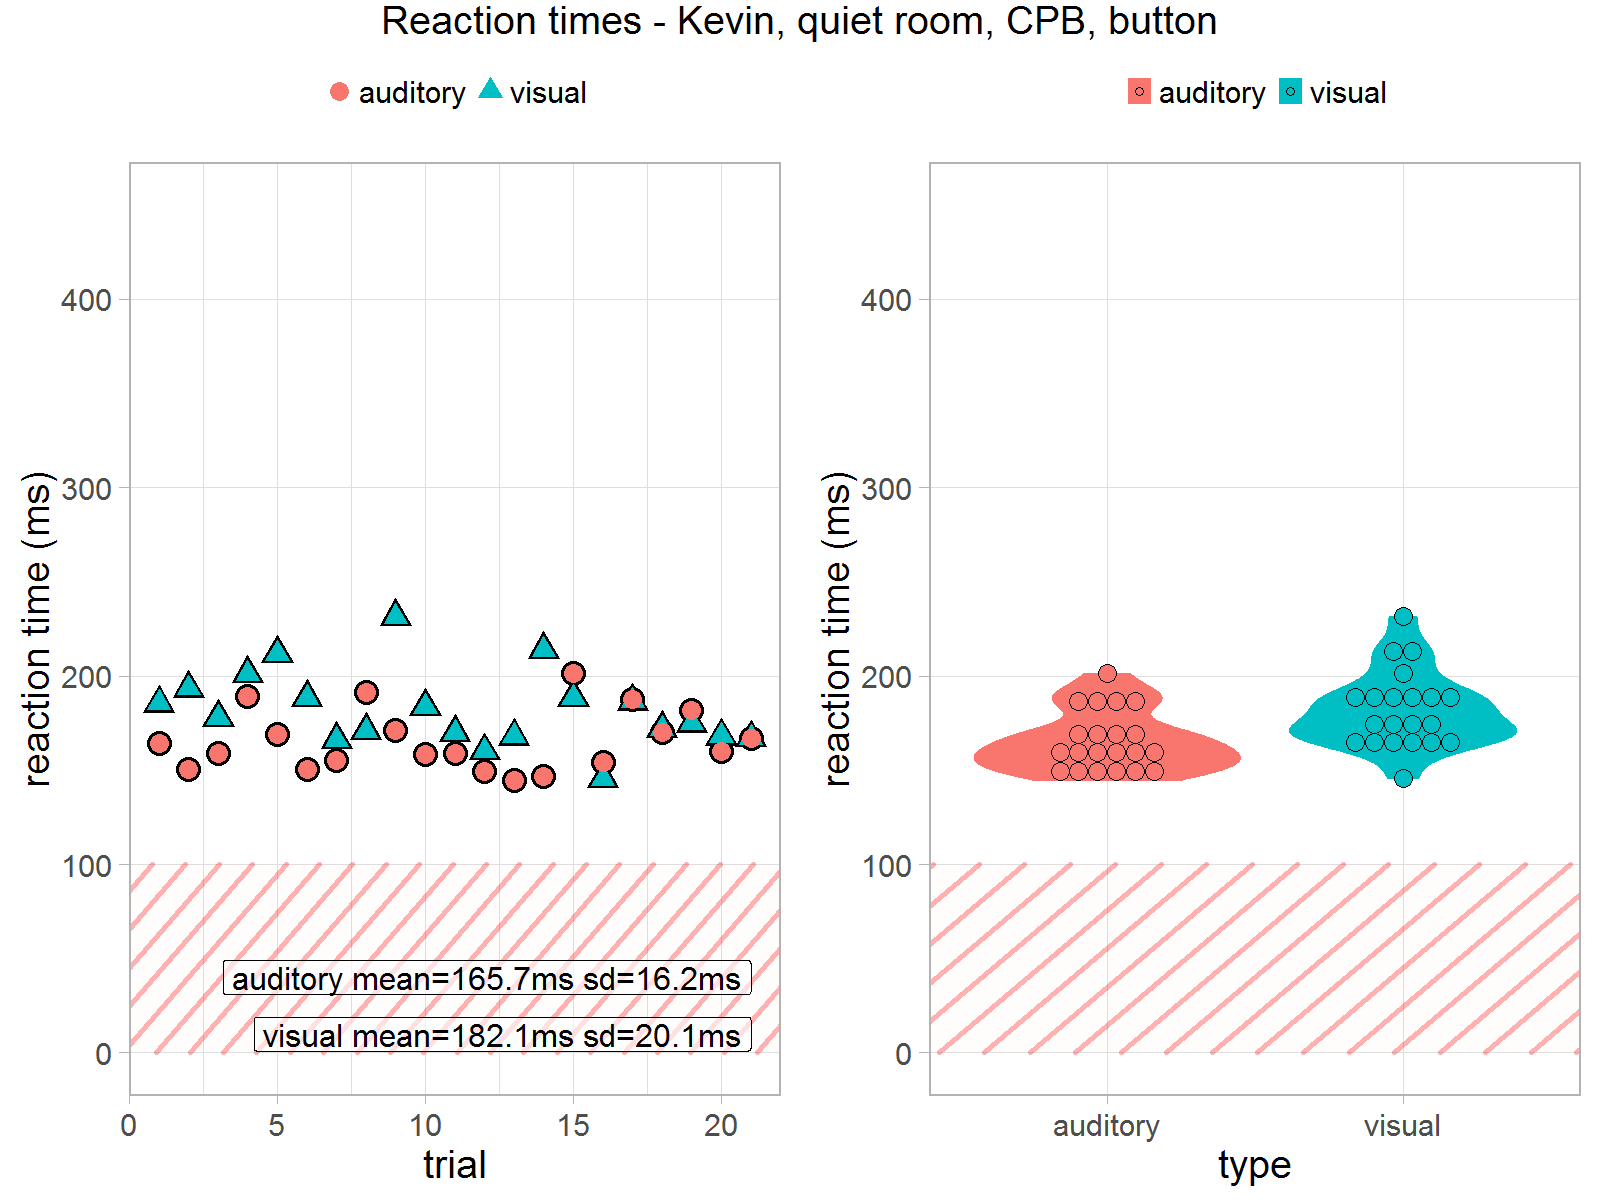 Reaction times - Kevin, quiet room, CPB, button
auditory visual
auditory visual
reaction time (ms)
400
300
200
100
0
auditory mean=165.7ms sd=16.2ms
visual mean=182.1ms sd=20.1ms
0 5 10 15 20
trial
reaction time (ms)
400
300
200
100
0
auditory visual
type